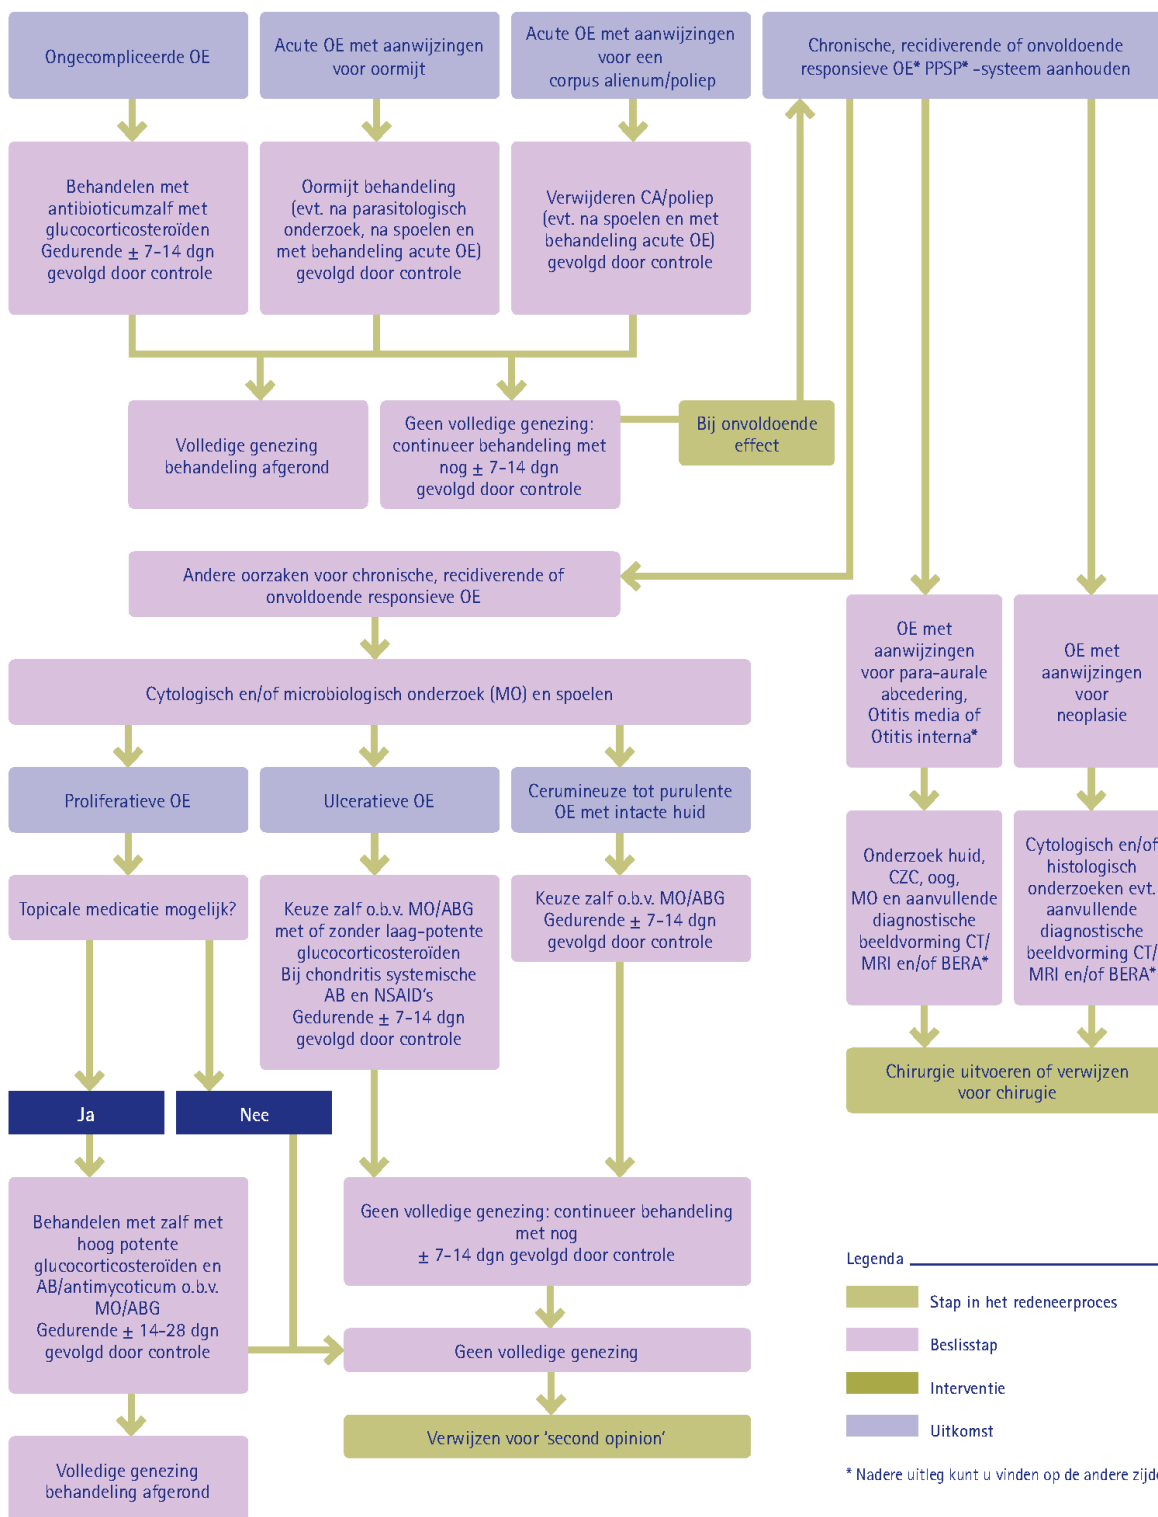 Ongecompliceerde OE
Acute OE met aanwijzingen
voor oormijt
Acute OE met aanwijzingen
voor een
corpus alienum/poliep
Chronische, recidiverende of onvoldoende
responsieve OE* PPSP* -systeem aanhouden
Behandelen met
antibioticumzalf met
glucocorticosteroïden
Gedurende ± 7-14 dgn
gevolgd door controle
Oormijt behandeling
(evt. na parasitologisch
onderzoek, na spoelen en
met behandeling acute OE)
gevolgd door controle
Verwijderen CA/poliep
(evt. na spoelen en met
behandeling acute OE)
gevolgd door controle
Volledige genezing
behandeling afgerond
Geen volledige genezing:
continueer behandeling met
nog ± 7-14 dgn
gevolgd door controle
Bij onvoldoende
effect
Andere oorzaken voor chronische, recidiverende of
onvoldoende responsieve OE
OE met
aanwijzingen
voor para-aurale
abcedering,
Otitis media of
Otitis interna*
OE met
aanwijzingen
voor
neoplasie
Cytologisch en/of microbiologisch onderzoek (MO) en spoelen
Proliferatieve OE
Ulceratieve OE
Cerumineuze tot purulente
OE met intacte huid
Onderzoek huid,
CZC, oog,
MO en aanvullende
diagnostische
beeldvorming CT/
MRI en/of BERA*
Cytologisch en/of
histologisch
onderzoeken evt.
aanvullende
diagnostische
beeldvorming CT/
MRI en/of BERA*
Topicale medicatie mogelijk?
Keuze zalf o.b.v. MO/ABG
met of zonder laag-potente
glucocorticosteroïden
Bij chondritis systemische
AB en NSAID's
Gedurende ± 7-14 dgn
gevolgd door controle
Keuze zalf o.b.v. MO/ABG
Gedurende ± 7-14 dgn
gevolgd door controle
Chirurgie uitvoeren of verwijzen
voor chirugie
Ja
Nee
Behandelen met zalf met
hoog potente
glucocorticosteroïden en
AB/antimycoticum o.b.v.
MO/ABG
Gedurende ± 14-28 dgn
gevolgd door controle
Geen volledige genezing: continueer behandeling
met nog
± 7-14 dgn gevolgd door controle
Geen volledige genezing
Verwijzen voor 'second opinion'
Volledige genezing
behandeling afgerond
Legenda
Stap in het redeneerproces
Beslisstap
Interventie
Uitkomst
* Nadere uitleg kunt u vinden op de andere zijde